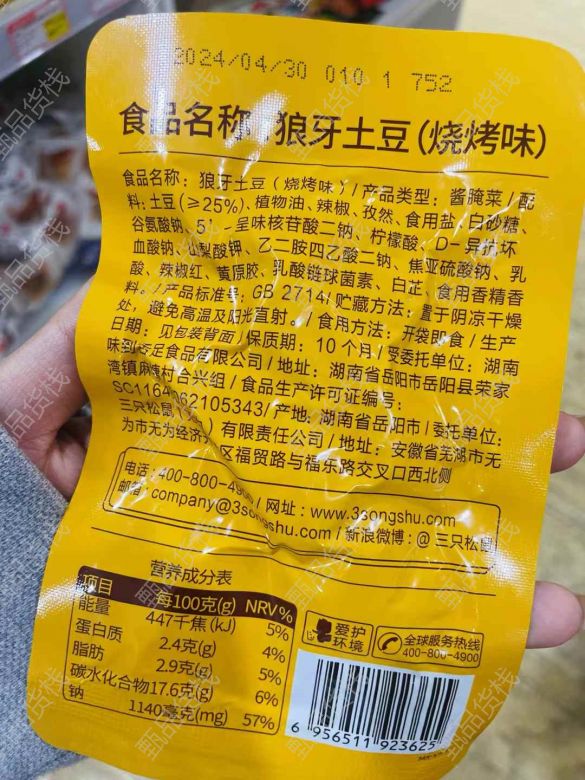 2024/04/30 010 1 752
食品名称：狼牙土豆(烧烤味)
食品名称：狼牙土豆（烧烤味）/产品类型：酱腌菜/配
料：土豆(≥25%)、植物油、辣椒、孜然、食用盐、白砂糖、
谷氨酸钠、5'-呈味核苷酸二钠、柠檬酸、D-异抗坏
血酸钠、山梨酸钾、乙二胺四乙酸二钠、焦亚硫酸钠、乳
酸、辣椒红、黄原胶、乳酸链球菌素、白芷、食用香精香
料。/产品标准号：GB 2714/贮藏方法：置于阴凉干燥
处，避免高温及阳光直射。/食用方法：开袋即食/生产
日期：见包装背面/保质期：10个月/受委托单位：湖南
味到 足食品有限公司/地址：湖南省岳阳市岳阳县荣家
湾镇 村合兴组/食品生产许可证编号：
SC1164 62105343/产地：湖南省岳阳市/委托单位：
三只松鼠 有限责任公司/地址：安徽省芜湖市无
为市无为经济 区福贸路与福乐路交叉口西北侧
电话：400-800-4900/网址：www.3songshu.com
邮箱：company@3songshu.com/新浪微博：@三只松鼠
营养成分表
项目 每100克(g) NRV%
能量 447千焦(kJ) 5%
蛋白质 2.4克(g) 4%
脂肪 2.9克(g) 5%
碳水化合物 17.6克(g) 6%
钠 1140毫克(mg) 57%
爱护
环境
全球服务热线
400-800-4900
6 956511 923625
甄品货栈